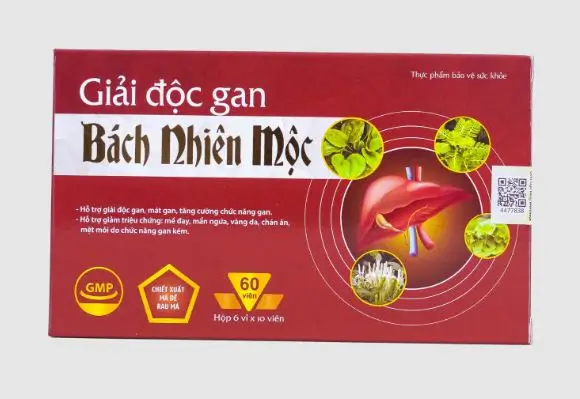 Thực phẩm bảo vệ sức khỏe
Giải độc gan
Bách Nhiên Mộc
- Hỗ trợ giải độc gan, mát gan, tăng cường chức năng gan.
- Hỗ trợ giảm triệu chứng: mề đay, mẩn ngứa, vàng da, chán ăn,
mệt mỏi do chức năng gan kém.
4477838
GMP
CHIẾT XUẤT
MÃ ĐỀ
RAU MÁ
60
viên
Hộp 6 vỉ x 10 viên